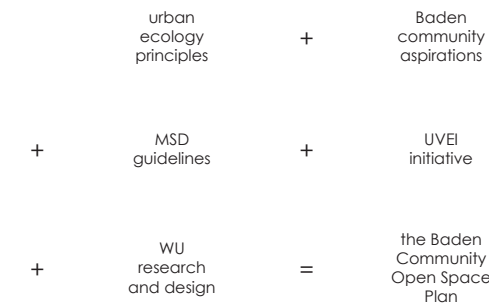 urban
ecology
principles
+
Baden
community
aspirations
+
MSD
guidelines
+
UVEI
initiative
+
WU
research
and design
=
the Baden
Community
Open Space
Plan